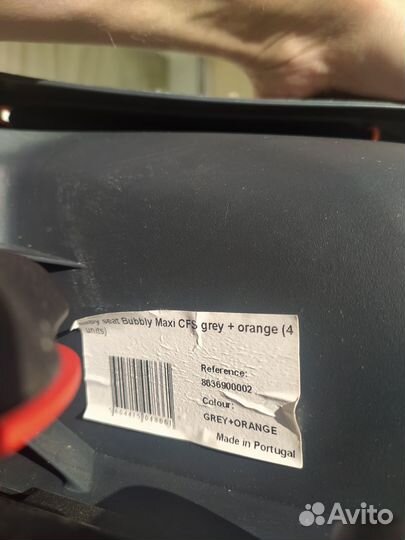 seat Bubbly Maxi CFS grey + orange (4
units)
Reference:
8636900002
Colour:
GREY+ORANGE
Made in Portugal
Avito